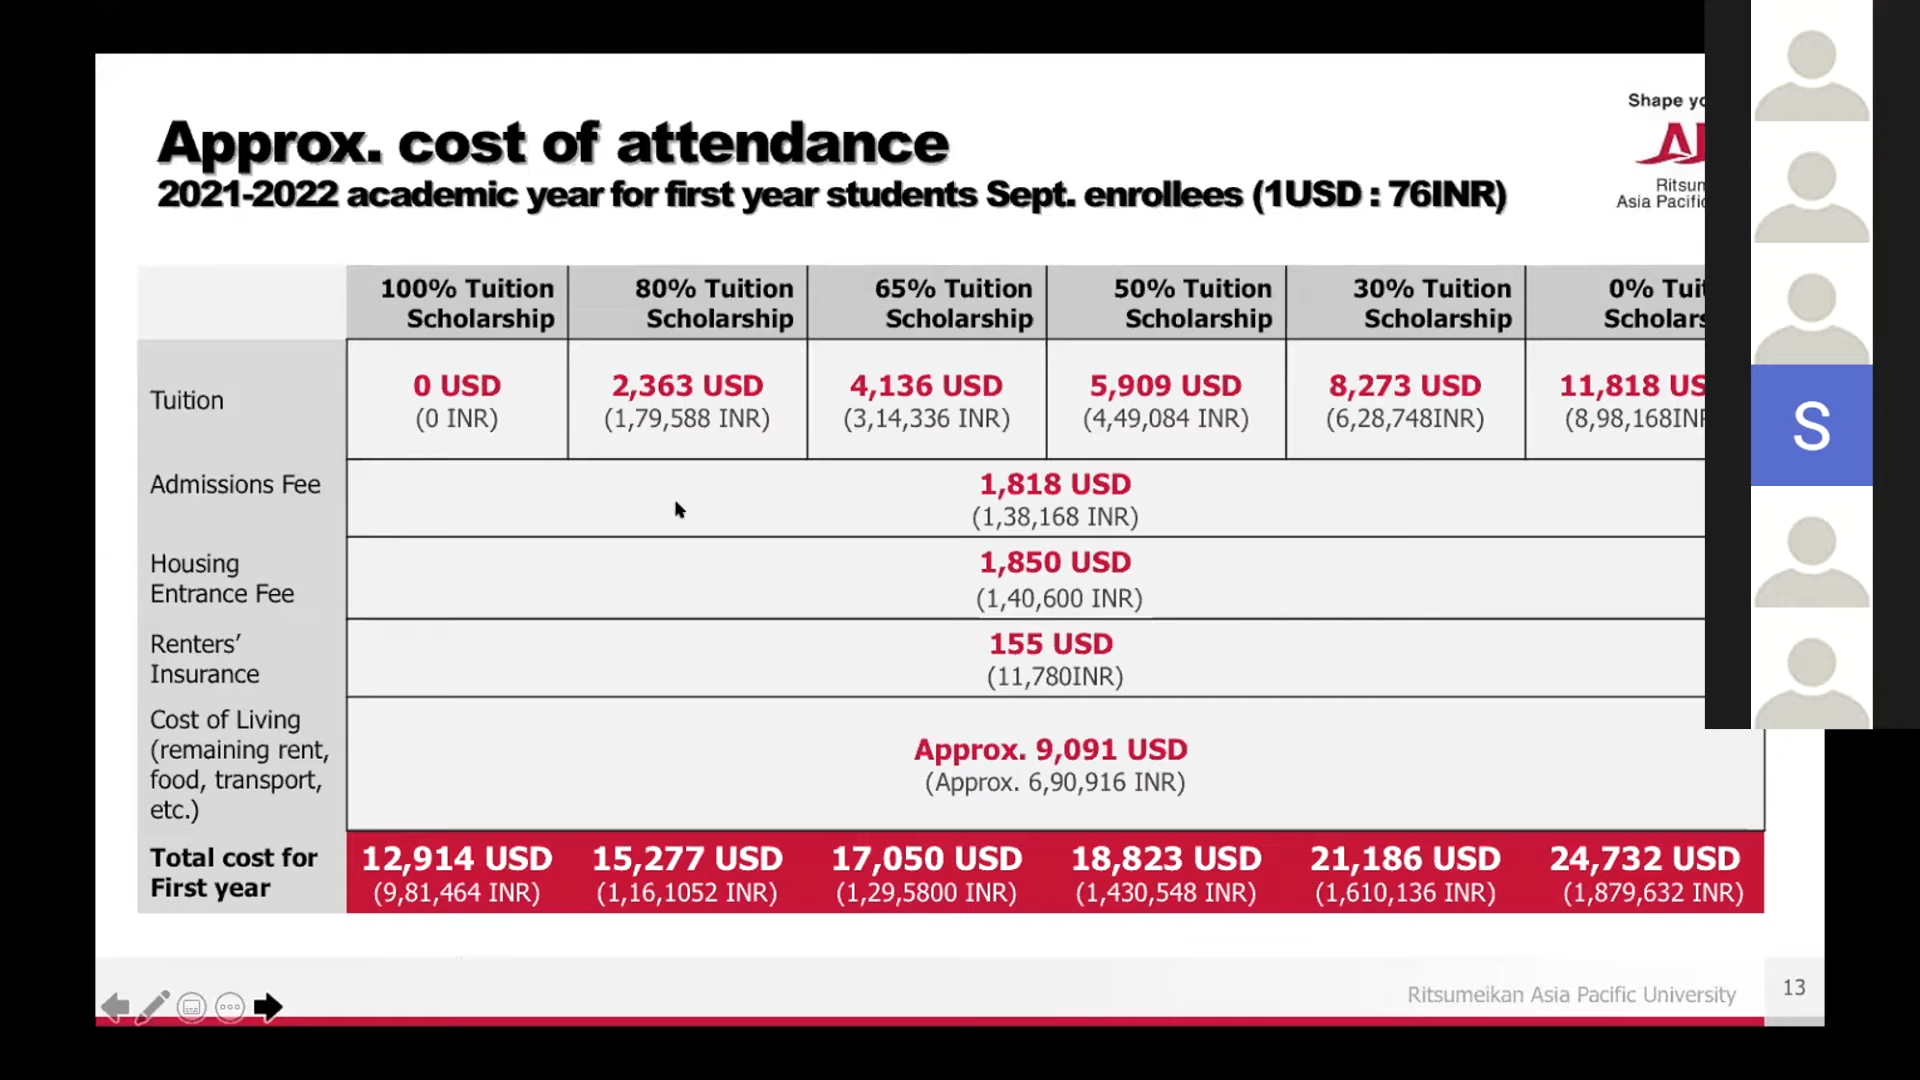 Shape
Approx. cost of attendance
2021-2022 academic year for first year students Sept. enrollees (1USD : 76INR)
Asia
100% Tuition Scholarship
80% Tuition Scholarship
65% Tuition Scholarship
50% Tuition Scholarship
30% Tuition Scholarship
0%
Tuition
0 USD
(0 INR)
2,363 USD
(1,79,588 INR)
4,136 USD
(3,14,336 INR)
5,909 USD
(4,49,084 INR)
8,273 USD
(6,28,748INR)
11,818
Admissions Fee
1,818 USD
(1,38,168 INR)
Housing
Entrance Fee
1,850 USD
(1,40,600 INR)
Renters'
Insurance
155 USD
(11,780INR)
Cost of Living
(remaining rent,
food, transport,
etc.)
Approx. 9,091 USD
(Approx. 6,90,916 INR)
Total cost for
First year
12,914 USD
(9,81,464 INR)
15,277 USD
(1,16,1052 INR)
17,050 USD
(1,29,5800 INR)
18,823 USD
(1,430,548 INR)
21,186 USD
(1,610,136 INR)
24,732 USD
(1,879,632 INR)
Ritsumeikan Asia Pacific University
13
S